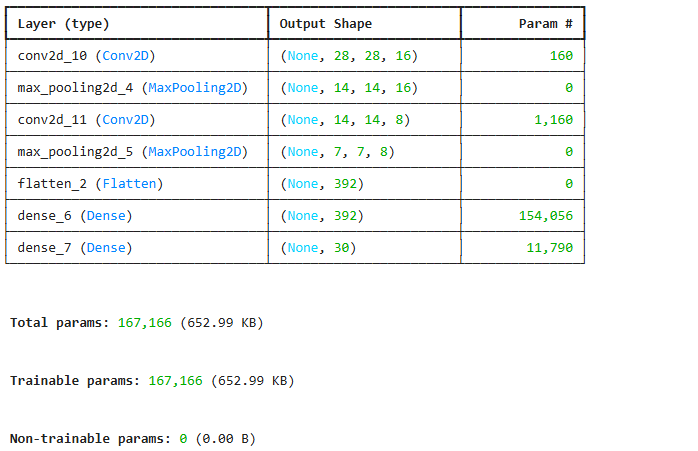 Layer (type) Output Shape Param #
conv2d_10 (Conv2D) (None, 28, 28, 16) 160
max_pooling2d_4 (MaxPooling2D) (None, 14, 14, 16) 0
conv2d_11 (Conv2D) (None, 14, 14, 8) 1,160
max_pooling2d_5 (MaxPooling2D) (None, 7, 7, 8) 0
flatten_2 (Flatten) (None, 392) 0
dense_6 (Dense) (None, 392) 154,056
dense_7 (Dense) (None, 30) 11,790
Total params: 167,166 (652.99 KB)
Trainable params: 167,166 (652.99 KB)
Non-trainable params: 0 (0.00 B)